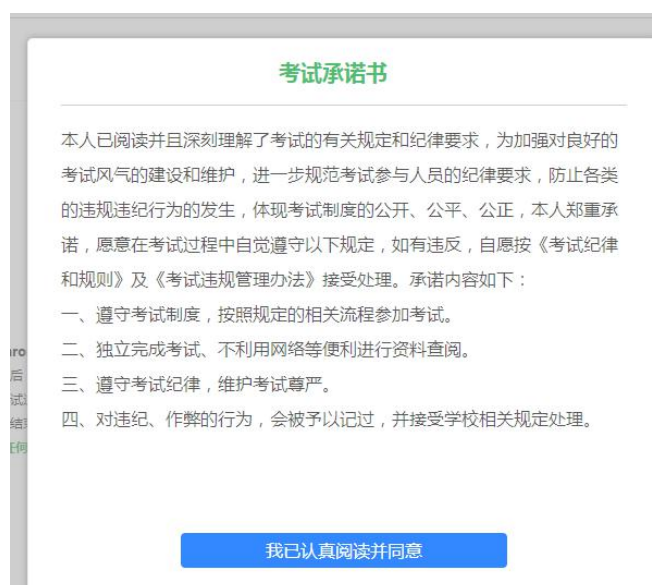 考试承诺书
本人已阅读并且深刻理解了考试的有关规定和纪律要求，为加强对良好的
考试风气的建设和维护，进一步规范考试参与人员的纪律要求，防止各类
的违规违纪行为的发生，体现考试制度的公开、公平、公正，本人郑重承
诺，愿意在考试过程中自觉遵守以下规定，如有违反，自愿按《考试纪律
和规则》及《考试违规管理办法》接受处理。承诺内容如下：
一、遵守考试制度，按照规定的相关流程参加考试。
二、独立完成考试、不利用网络等便利进行资料查阅。
三、遵守考试纪律，维护考试尊严。
四、对违纪、作弊的行为，会被予以记过，并接受学校相关规定处理。
我已认真阅读并同意